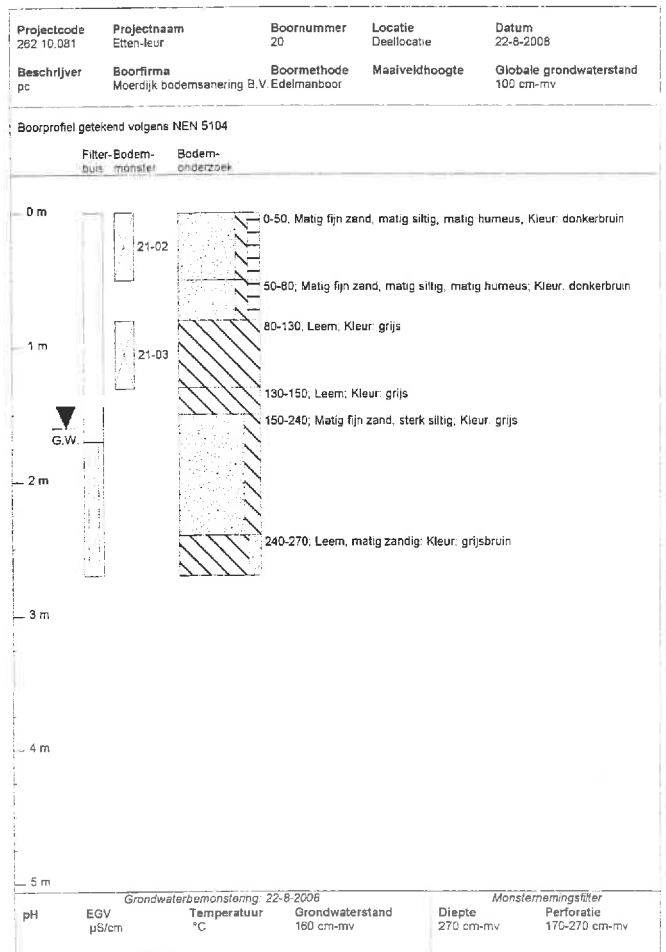 Projectcode Projectnaam Boornummer Locatie Datum
262 10.081 Etten-leur 20 Deellocatie 22-8-2008
Beschrijver Boorfirma Boormethode Maaiveldhoogte Globale grondwaterstand
pc Moerdijk bodemsanering B.V. Edelmanboor 100 cm-mv
Boorprofiel getekend volgens NEN 5104
Filter- Bodem- Bodem-
buis monster onderzoek
0 m
0-50, Matig fijn zand, matig siltig, matig humeus, Kleur: donkerbruin
21-02
50-80; Matig fijn zand, matig siltig, matig humeus; Kleur: donkerbruin
80-130, Leem; Kleur: grijs
1 m
21-03
130-150; Leem; Kleur: grijs
150-240; Matig fijn zand, sterk siltig; Kleur: grijs
G.W.
2 m
240-270; Leem, matig zandig: Kleur: grijsbruin
3 m
4 m
5 m
Grondwaterbemonstering: 22-8-2008 Monsternemingsfilter
pH EGV Temperatuur Grondwaterstand Diepte Perforatie
µS/cm °C 160 cm-mv 270 cm-mv 170-270 cm-mv